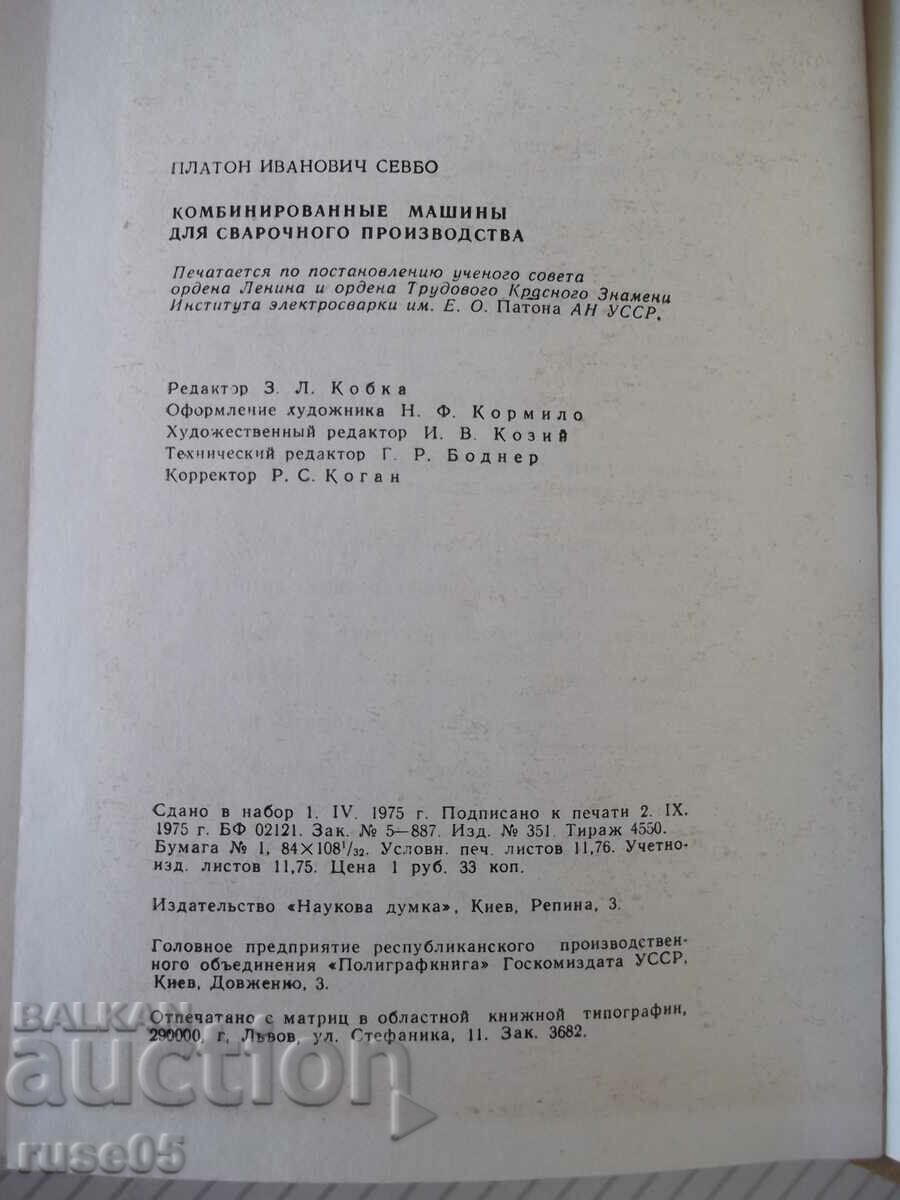 ПЛАТОН ИВАНОВИЧ СЕВБО
КОМБИНИРОВАННЫЕ МАШИНЫ
ДЛЯ СВАРОЧНОГО ПРОИЗВОДСТВА
Печатается по постановлению ученого совета
ордена Ленина и ордена Трудового Красного Знамени
Института электросварки им. Е. О. Патона АН УССР.
Редактор З. Л. Кобка
Оформление художника Н. Ф. Кормило
Художественный редактор И. В. Козий
Технический редактор Г. Р. Боднер
Корректор Р. С. Коган
Сдано в набор 1. IV. 1975 г. Подписано к печати 2. IX.
1975 г. БФ 02121. Зак. № 5—887. Изд. № 351. Тираж 4550.
Бумага № 1, 84×108¹/₃₂. Условн. печ. листов 11,76. Учетно-
изд. листов 11,75. Цена 1 руб. 33 коп.
Издательство «Наукова думка», Киев, Репина, 3.
Головное предприятие республиканского производствен-
ного объединения «Полиграфкнига» Госкомиздата УССР,
Киев, Довженко, 3.
Отпечатано с матриц в областной книжной типографии,
290000, г, Львов, ул. Стефаника, 11. Зак. 3682.
BALKAN
auction
ruse05